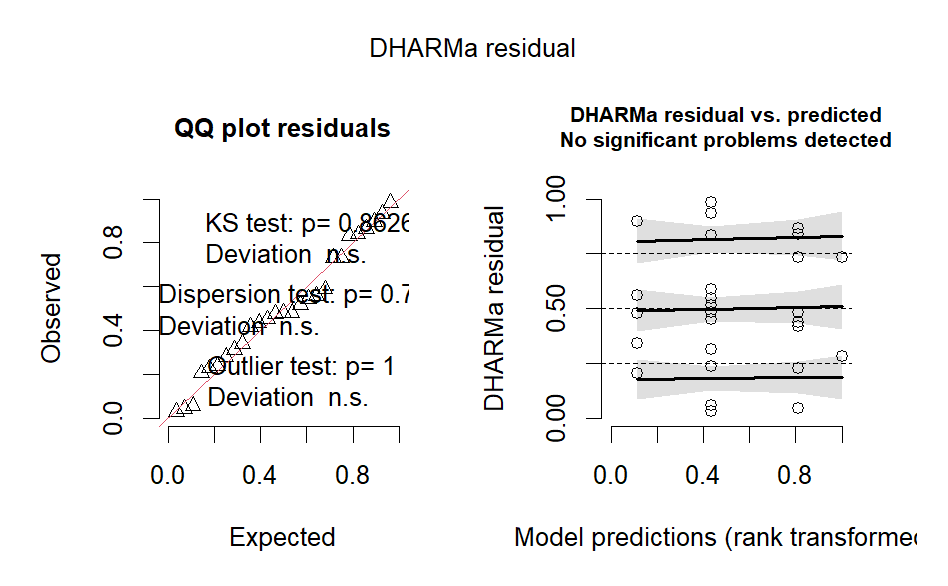 DHARMa residual
QQ plot residuals
KS test: p= 0.8626
Deviation n.s.
Dispersion test: p= 0.7
Deviation n.s.
Outlier test: p= 1
Deviation n.s.
Observed
0.0 0.4 0.8
0.0 0.4 0.8
Expected
DHARMa residual vs. predicted
No significant problems detected
DHARMa residual
0.00 0.50 1.00
0.0 0.4 0.8
Model predictions (rank transformed